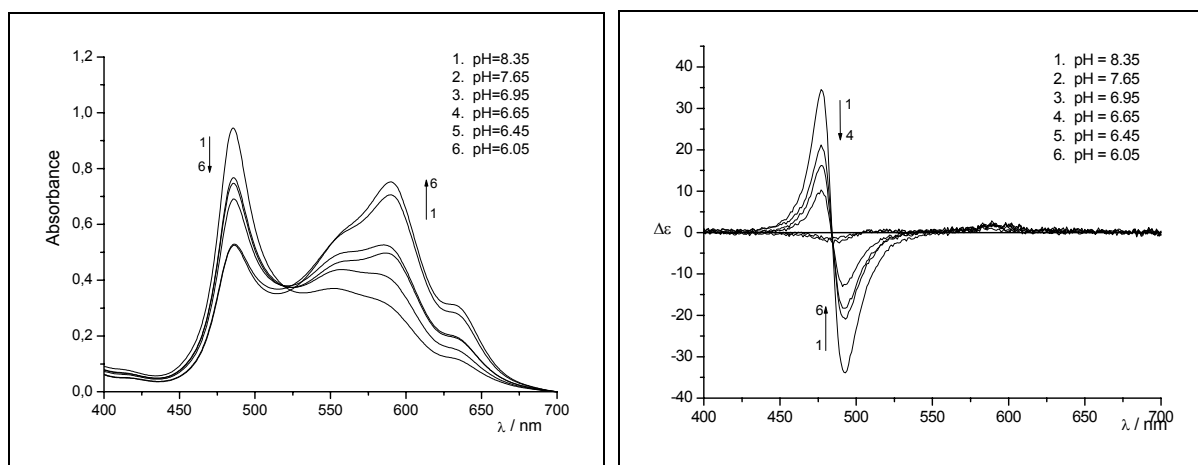 1,2
1,0
0,8
0,6
0,4
0,2
0,0
Absorbance
1
6
6
1
1. pH=8.35
2. pH=7.65
3. pH=6.95
4. pH=6.65
5. pH=6.45
6. pH=6.05
400 450 500 550 600 650 700
λ / nm
40
30
20
10
0
-10
-20
-30
-40
Δε
1
4
6
1
1. pH = 8.35
2. pH = 7.65
3. pH = 6.95
4. pH = 6.65
5. pH = 6.45
6. pH = 6.05
400 450 500 550 600 650 700
λ / nm